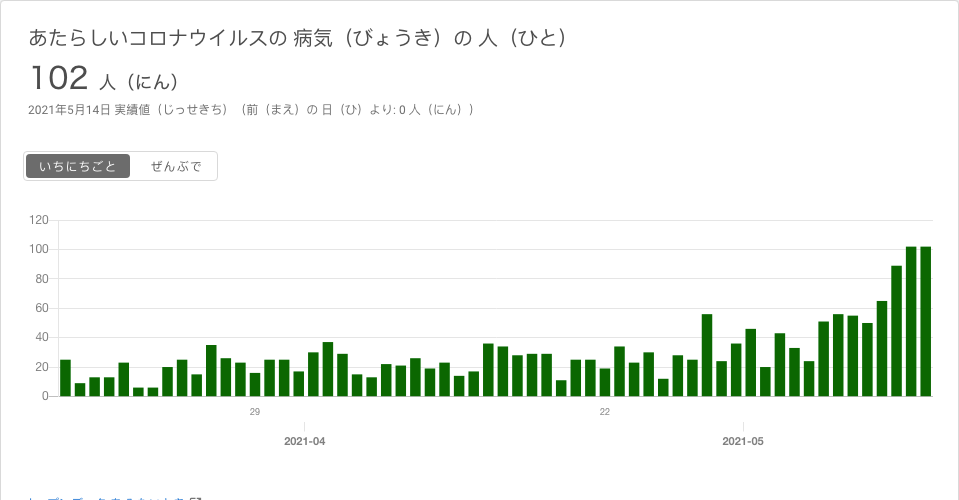 あたらしいコロナウイルスの 病気（びょうき）の 人（ひと）
102 人（にん）
2021年5月14日 実績値（じっせきち）（前（まえ）の 日（ひ）より: 0 人（にん））
いちにちごと ぜんぶで
120
100
80
60
40
20
0
29 22
2021-04 2021-05